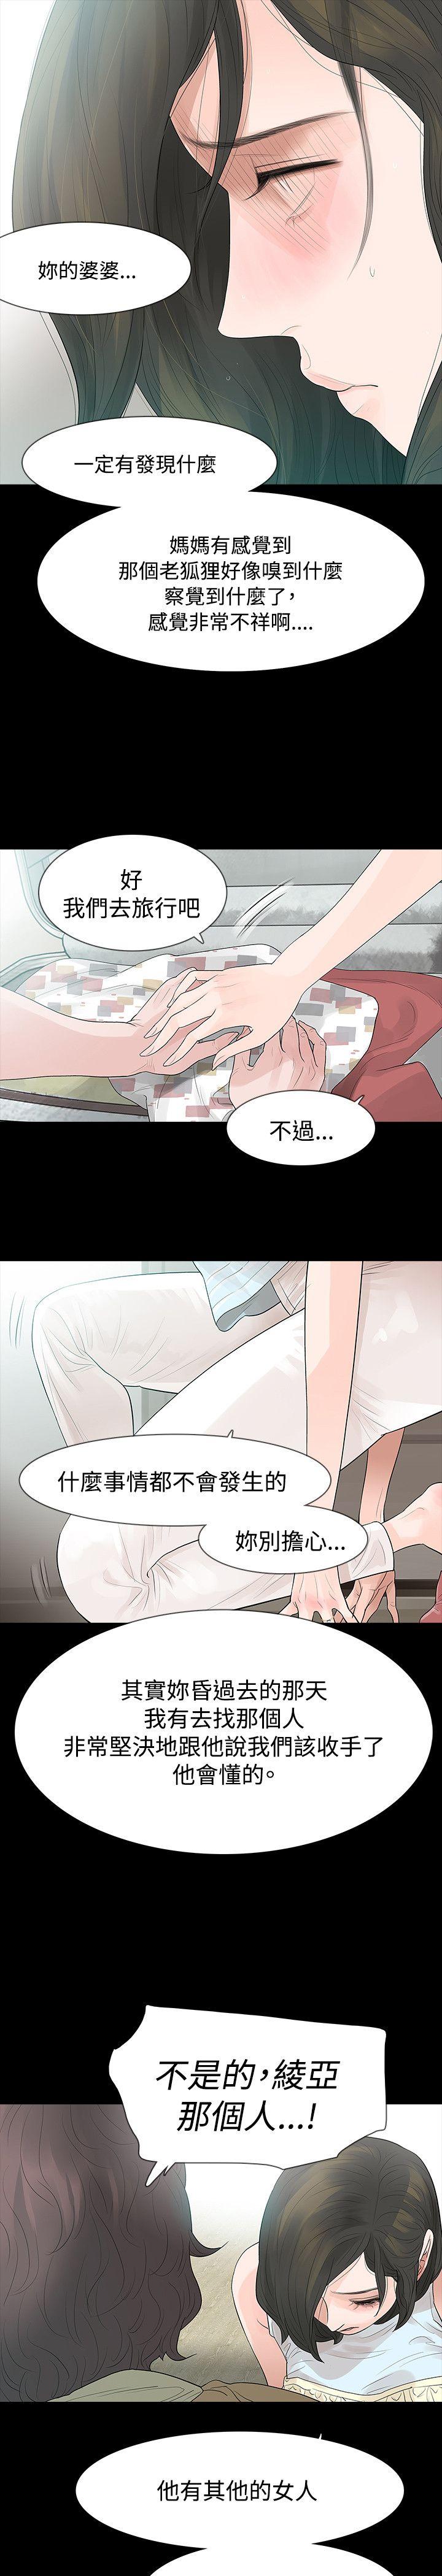 妳的婆婆...
一定有發現什麼
媽媽有感覺到
那個老狐狸好像嗅到什麼
察覺到什麼了,
感覺非常不祥啊....
好
我們去旅行吧
不過...
什麼事情都不會發生的
妳別擔心...
其實妳昏過去的那天
我有去找那個人
非常堅決地跟他說我們該收手了
他會懂的。
不是的,綾亞
那個人...!
他有其他的女人